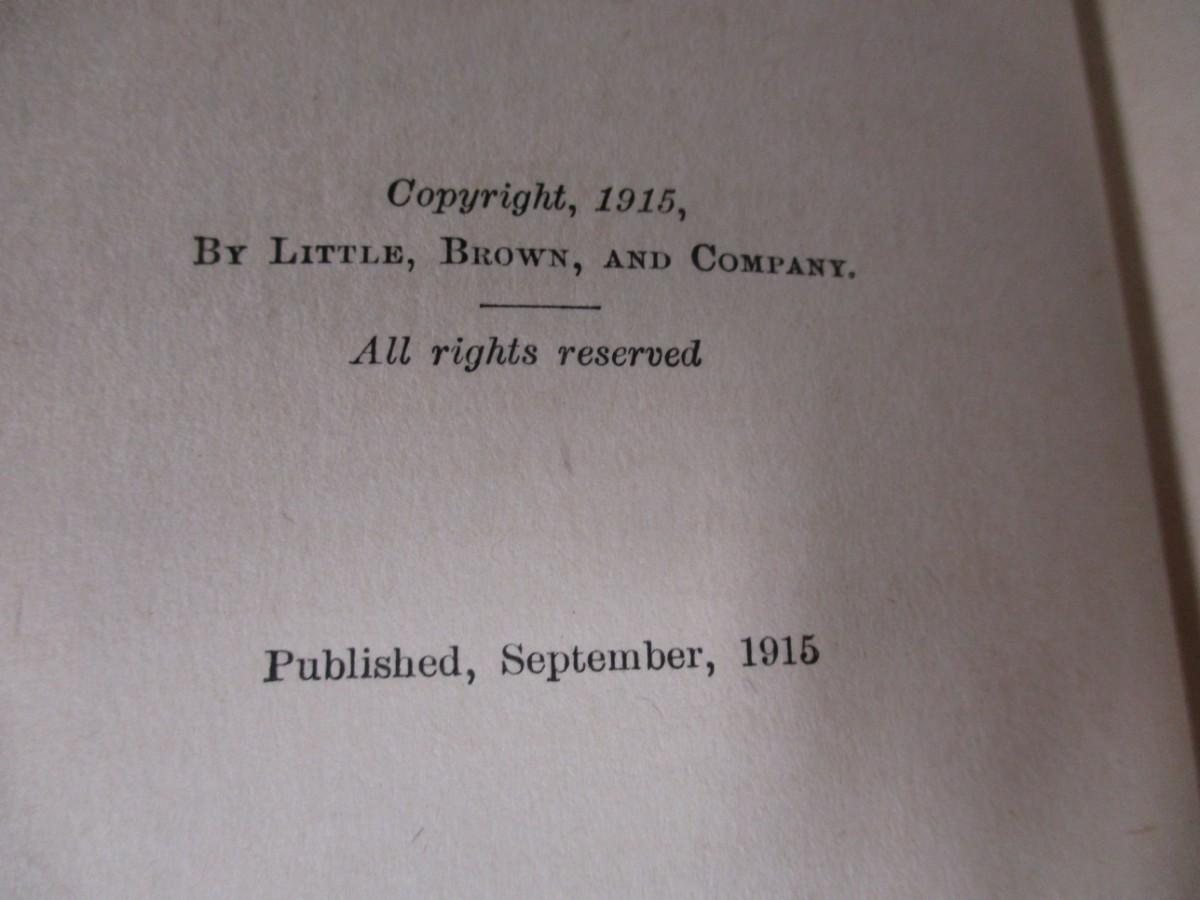 Copyright, 1915,
By Little, Brown, and Company.
All rights reserved
Published, September, 1915